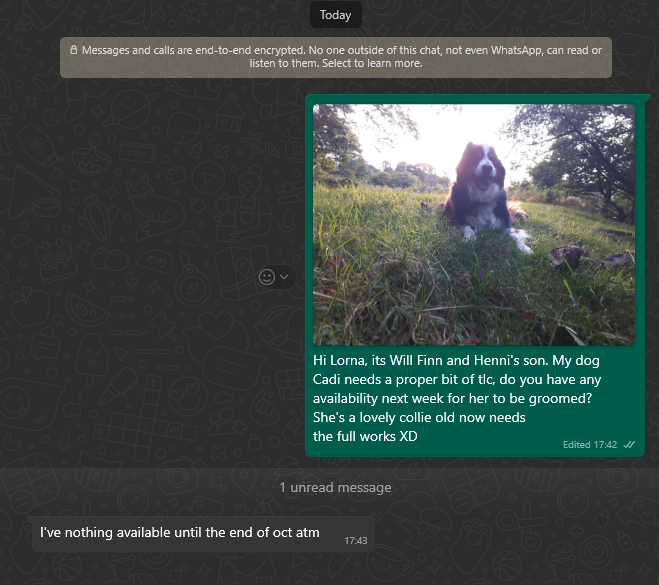 Today
Messages and calls are end-to-end encrypted. No one outside of this chat, not even WhatsApp, can read or
listen to them. Select to learn more.
Hi Lorna, its Will Finn and Henni's son. My dog
Cadi needs a proper bit of tlc, do you have any
availability next week for her to be groomed?
She's a lovely collie old now needs
the full works XD
Edited 17:42
1 unread message
I've nothing available until the end of oct atm
17:43